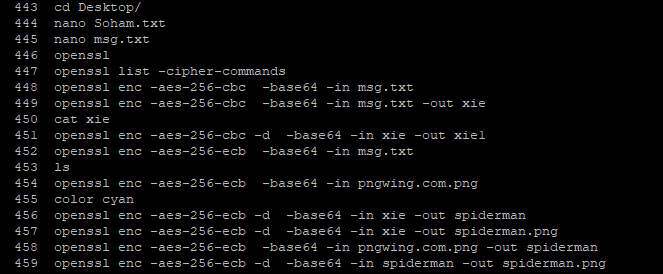 443 cd Desktop/
444 nano Soham.txt
445 nano msg.txt
446 openssl
447 openssl list -cipher-commands
448 openssl enc -aes-256-cbc  -base64 -in msg.txt
449 openssl enc -aes-256-cbc  -base64 -in msg.txt -out xie
450 cat xie
451 openssl enc -aes-256-cbc -d  -base64 -in xie -out xie1
452 openssl enc -aes-256-ecb  -base64 -in msg.txt
453 ls
454 openssl enc -aes-256-ecb  -base64 -in pngwing.com.png
455 color cyan
456 openssl enc -aes-256-ecb -d  -base64 -in xie -out spiderman
457 openssl enc -aes-256-ecb -d  -base64 -in xie -out spiderman.png
458 openssl enc -aes-256-ecb  -base64 -in pngwing.com.png -out spiderman
459 openssl enc -aes-256-ecb -d  -base64 -in spiderman -out spiderman.png